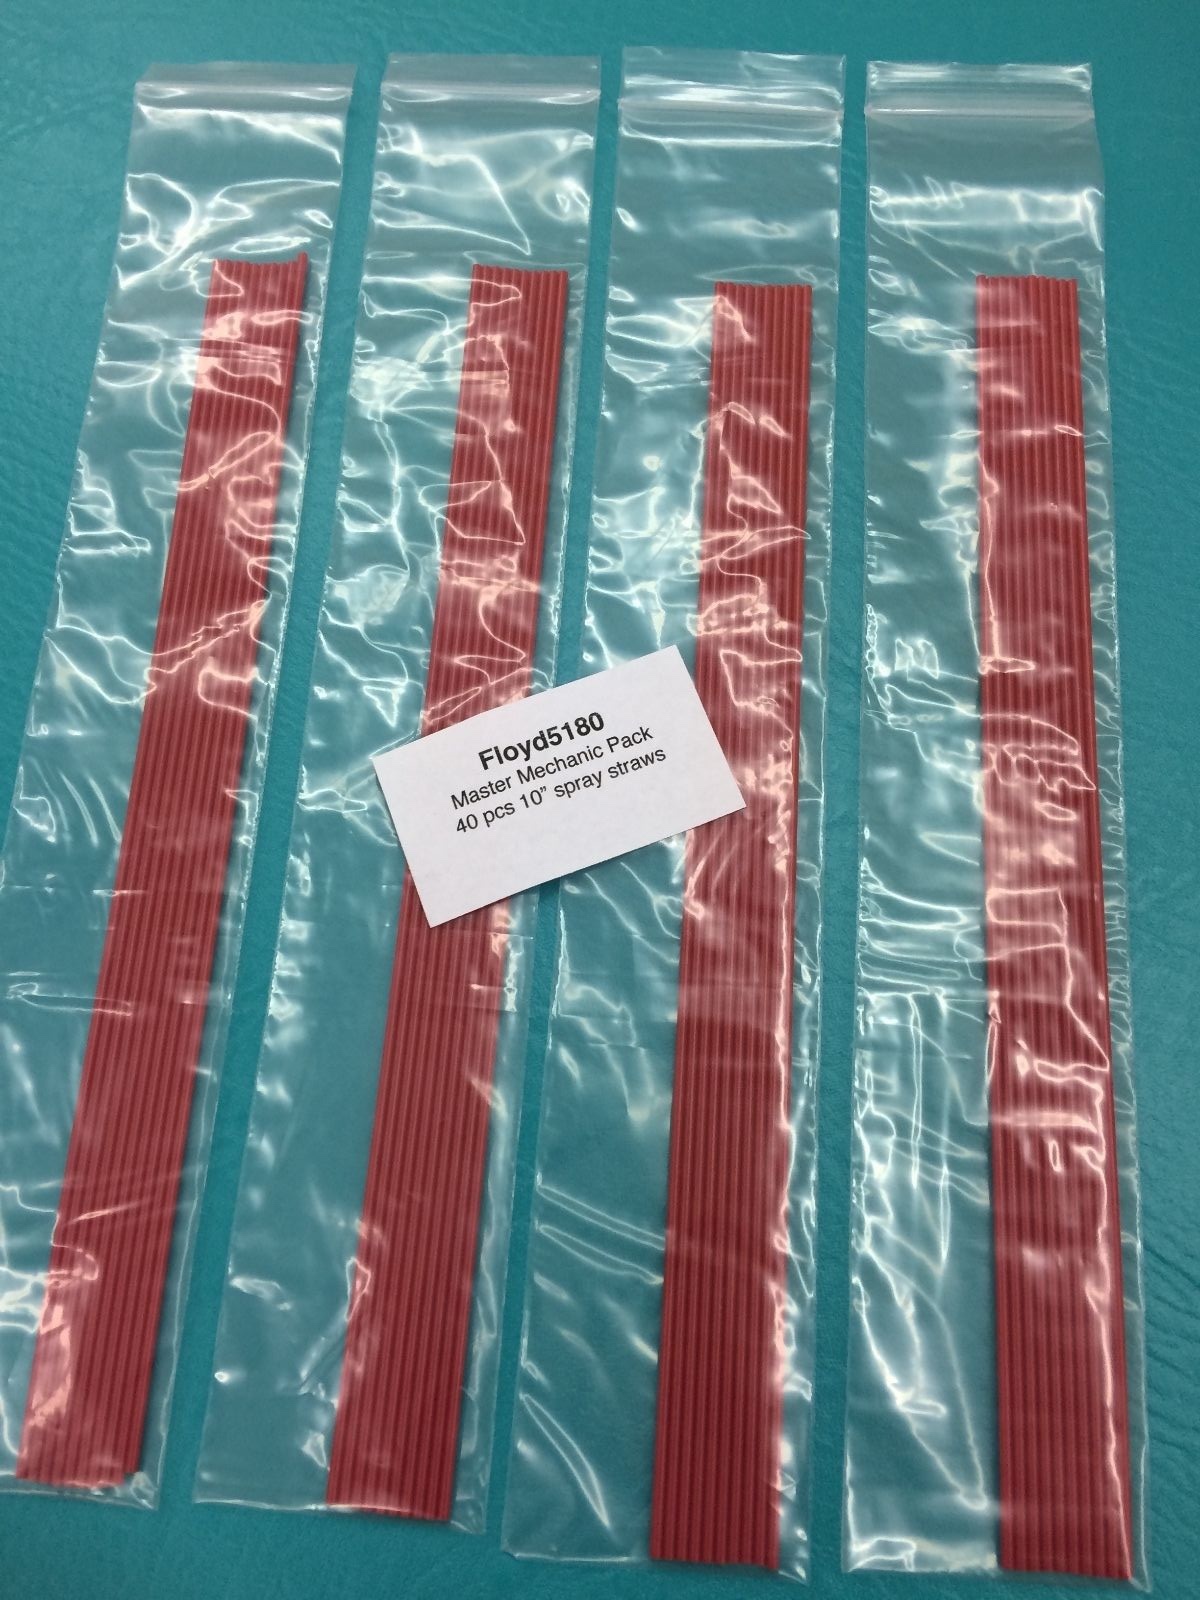 Floyd5180
Master Mechanic Pack
40 pcs 10” spray straws